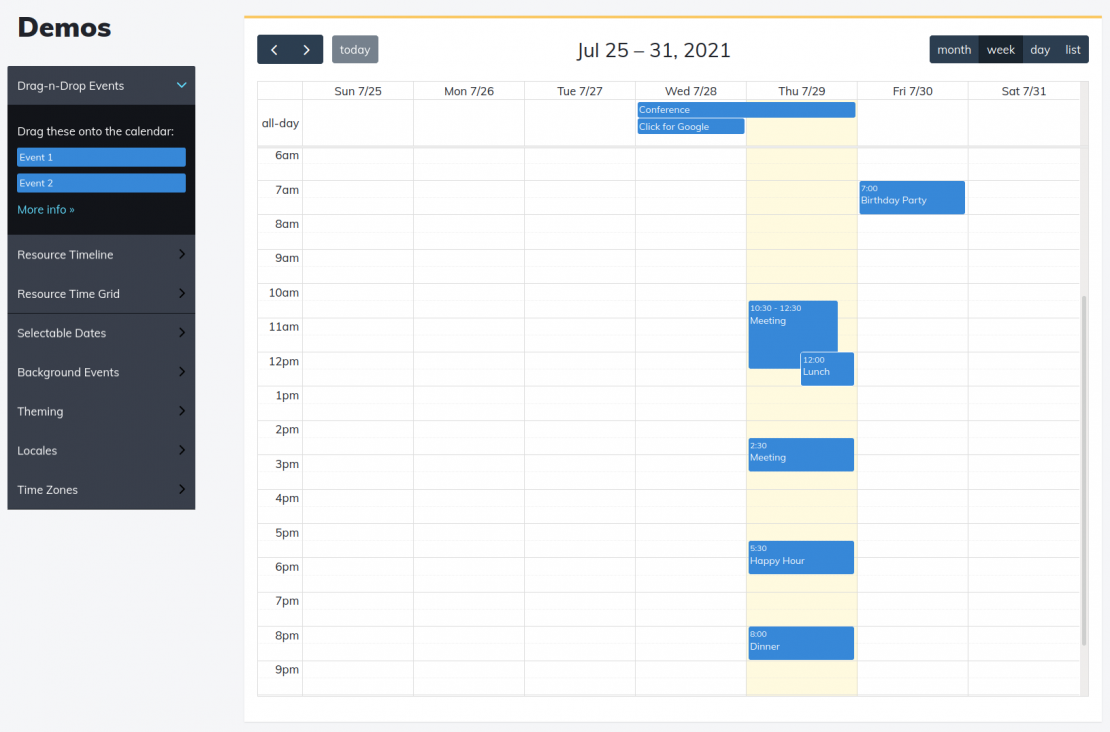 Demos
Drag-n-Drop Events
Drag these onto the calendar:
Event 1
Event 2
More info »
Resource Timeline
Resource Time Grid
Selectable Dates
Background Events
Theming
Locales
Time Zones
today
Jul 25 – 31, 2021
month week day list
Sun 7/25 Mon 7/26 Tue 7/27 Wed 7/28 Thu 7/29 Fri 7/30 Sat 7/31
all-day
Conference
Click for Google
6am
7am
7:00
Birthday Party
8am
9am
10am
10:30 - 12:30
Meeting
11am
12pm
12:00
Lunch
1pm
2pm
2:30
Meeting
3pm
4pm
5pm
5:30
Happy Hour
6pm
7pm
8pm
8:00
Dinner
9pm